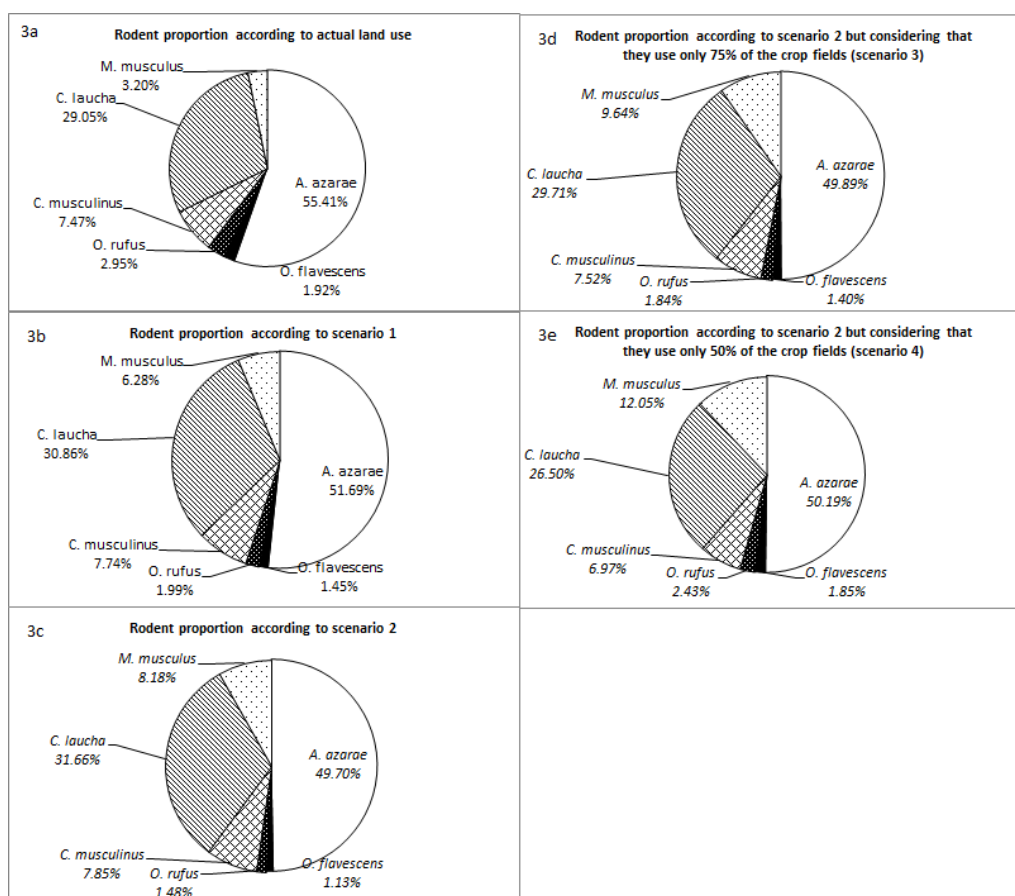 3a
Rodent proportion according to actual land use
M. musculus
3.20%
C. laucha
29.05%
A. azarae
55.41%
C. musculinus
7.47%
O. rufus
2.95%
O. flavescens
1.92%
3b
Rodent proportion according to scenario 1
M. musculus
6.28%
C. laucha
30.86%
A. azarae
51.69%
C. musculinus
7.74%
O. rufus
1.99%
O. flavescens
1.45%
3c
Rodent proportion according to scenario 2
M. musculus
8.18%
C. laucha
31.66%
A. azarae
49.70%
C. musculinus
7.85%
O. rufus
1.48%
O. flavescens
1.13%
3d
Rodent proportion according to scenario 2 but considering that
they use only 75% of the crop fields (scenario 3)
M. musculus
9.64%
C. laucha
29.71%
A. azarae
49.89%
C. musculinus
7.52%
O. rufus
1.84%
O. flavescens
1.40%
3e
Rodent proportion according to scenario 2 but considering that
they use only 50% of the crop fields (scenario 4)
M. musculus
12.05%
C. laucha
26.50%
A. azarae
50.19%
C. musculinus
6.97%
O. rufus
2.43%
O. flavescens
1.85%